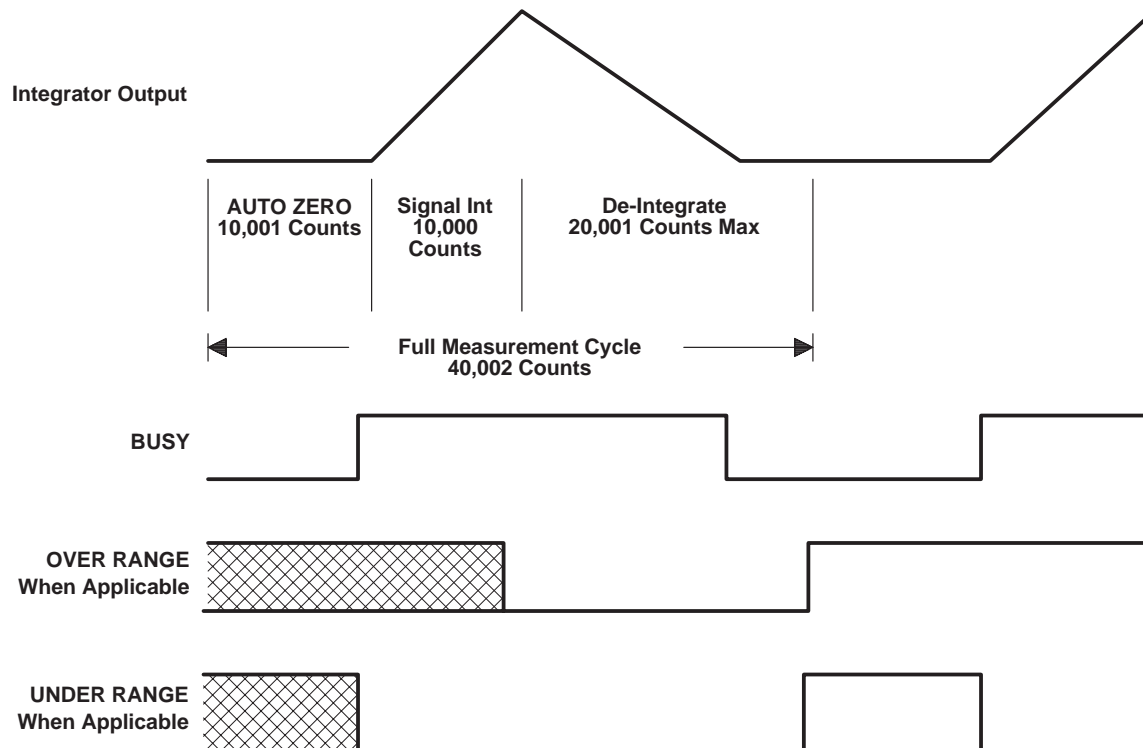 Integrator Output
AUTO ZERO
10,001 Counts
Signal Int
10,000
Counts
De-Integrate
20,001 Counts Max
Full Measurement Cycle
40,002 Counts
BUSY
OVER RANGE
When Applicable
UNDER RANGE
When Applicable